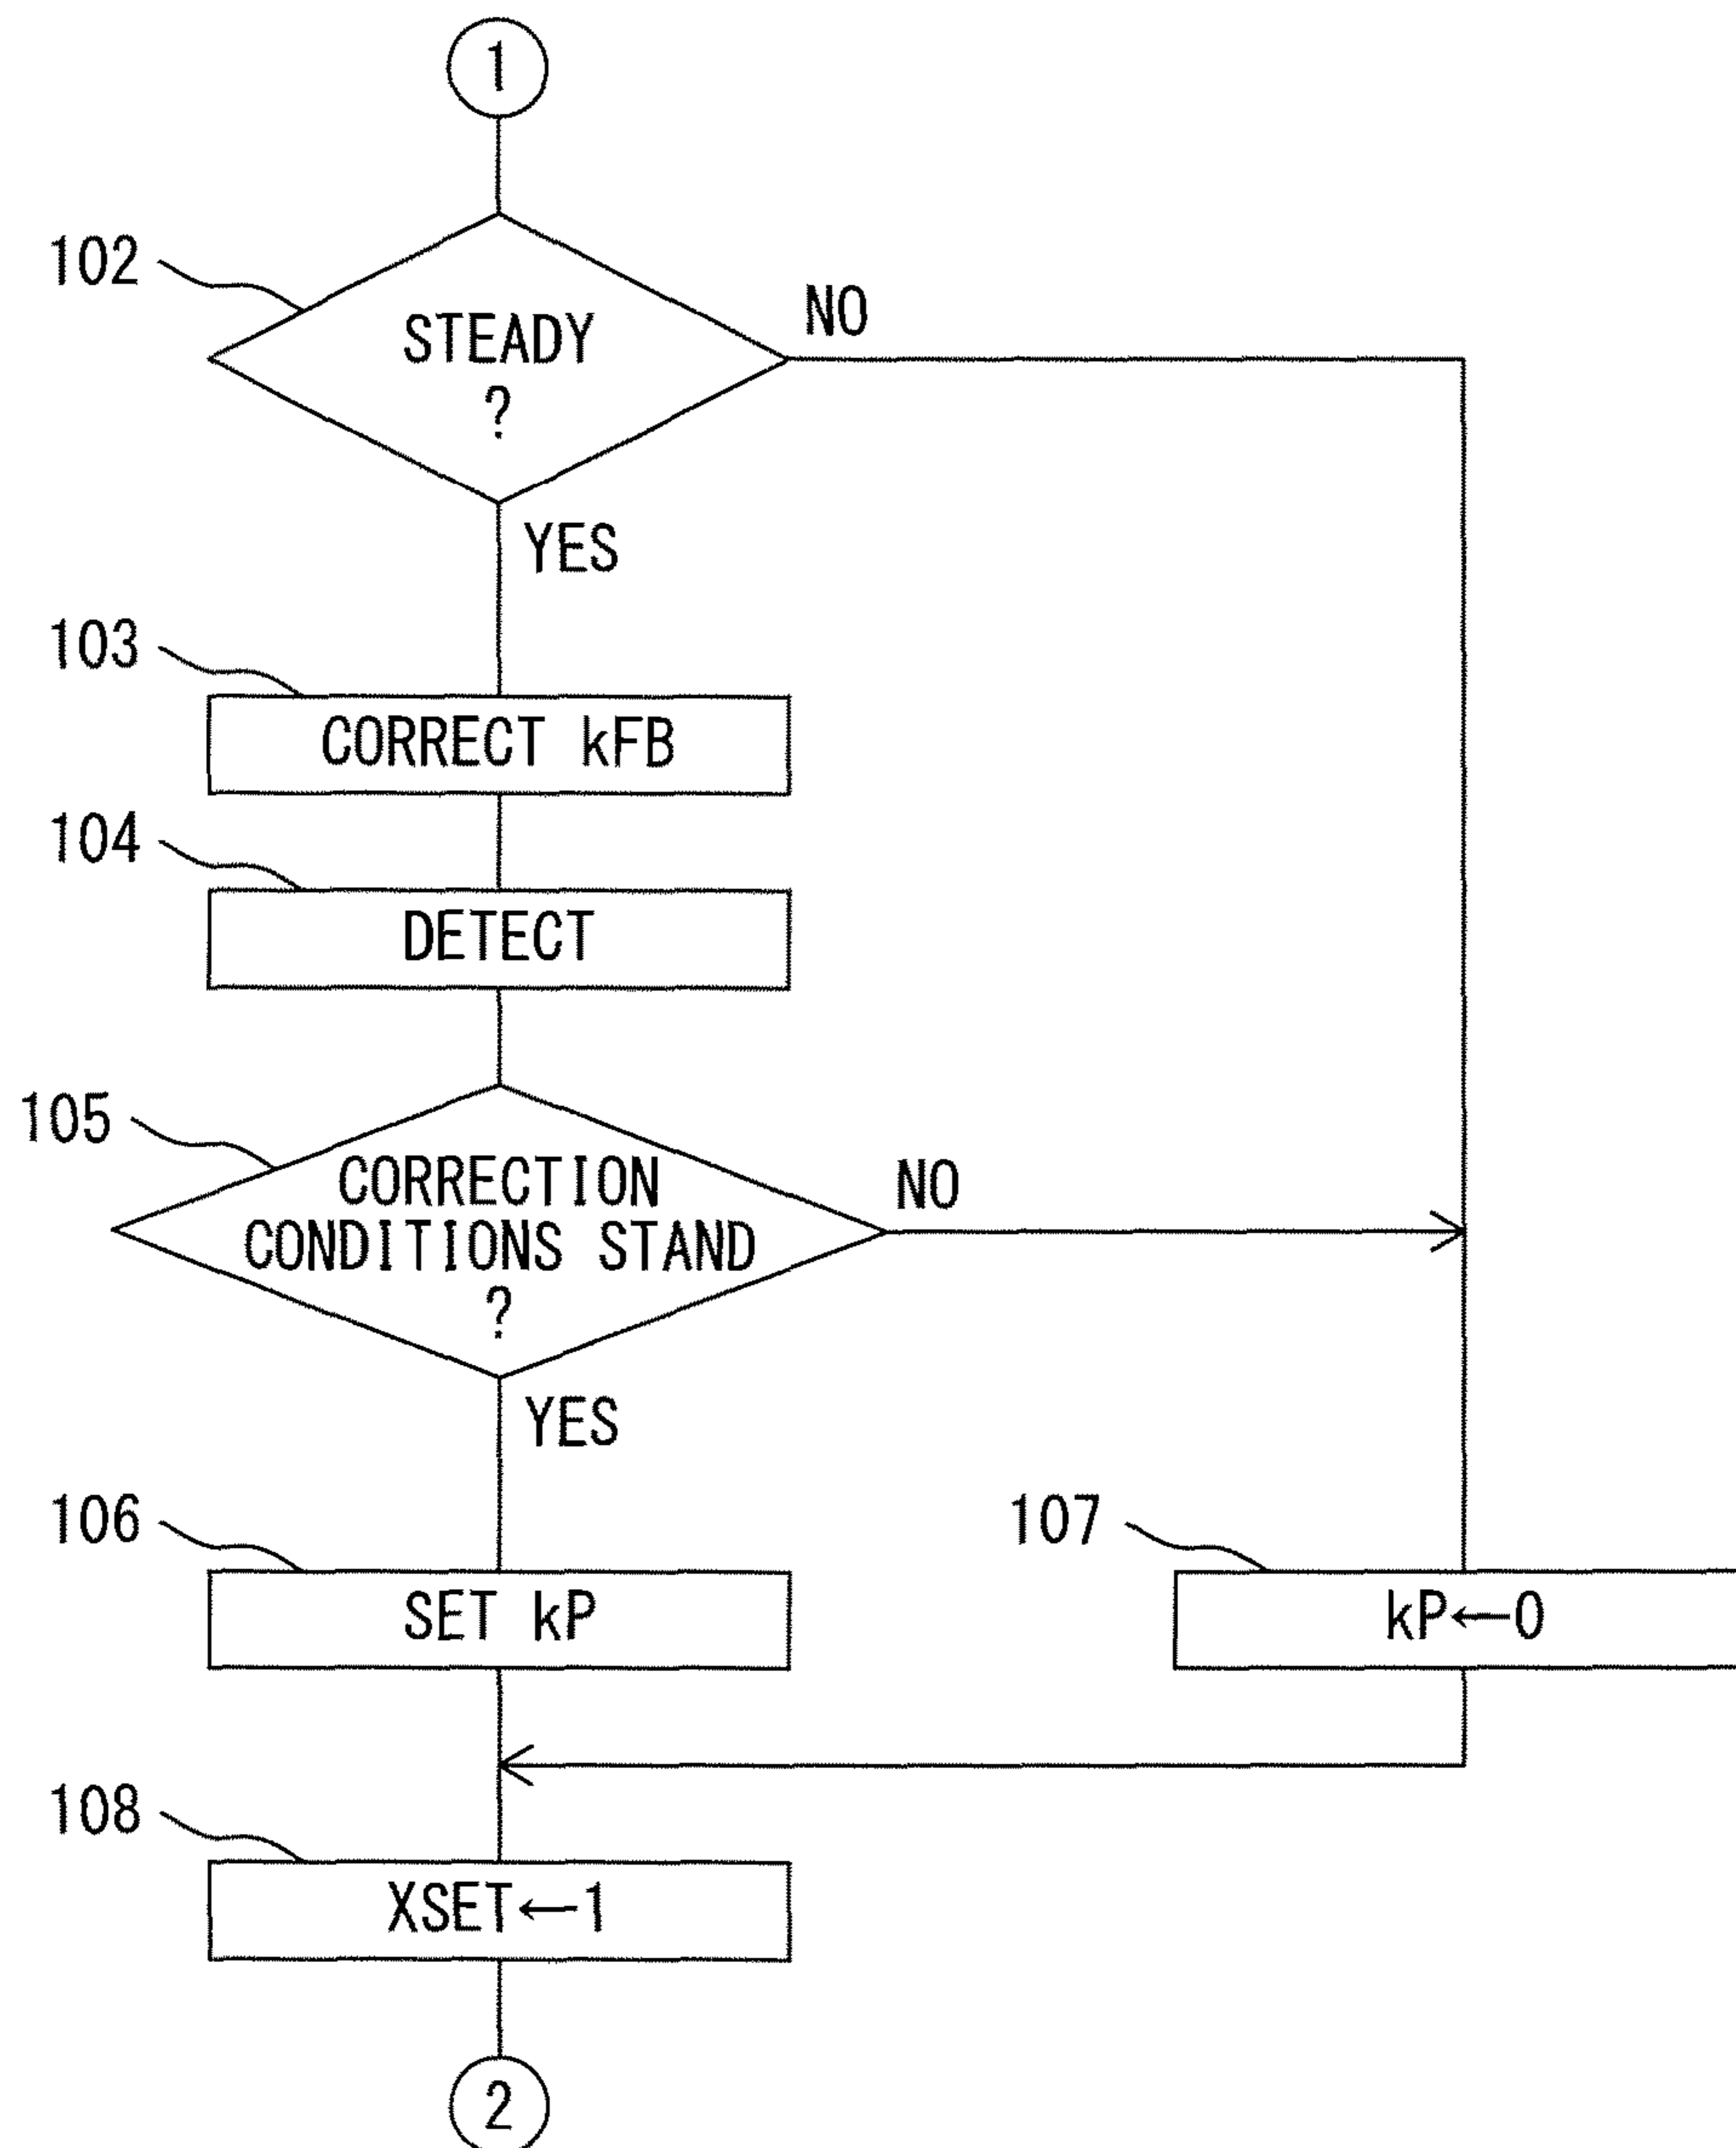 1
102
STEADY
?
NO
YES
103
CORRECT kFB
104
DETECT
105
CORRECTION
CONDITIONS STAND
?
NO
YES
106
SET kP
107
kP←0
108
XSET←1
2